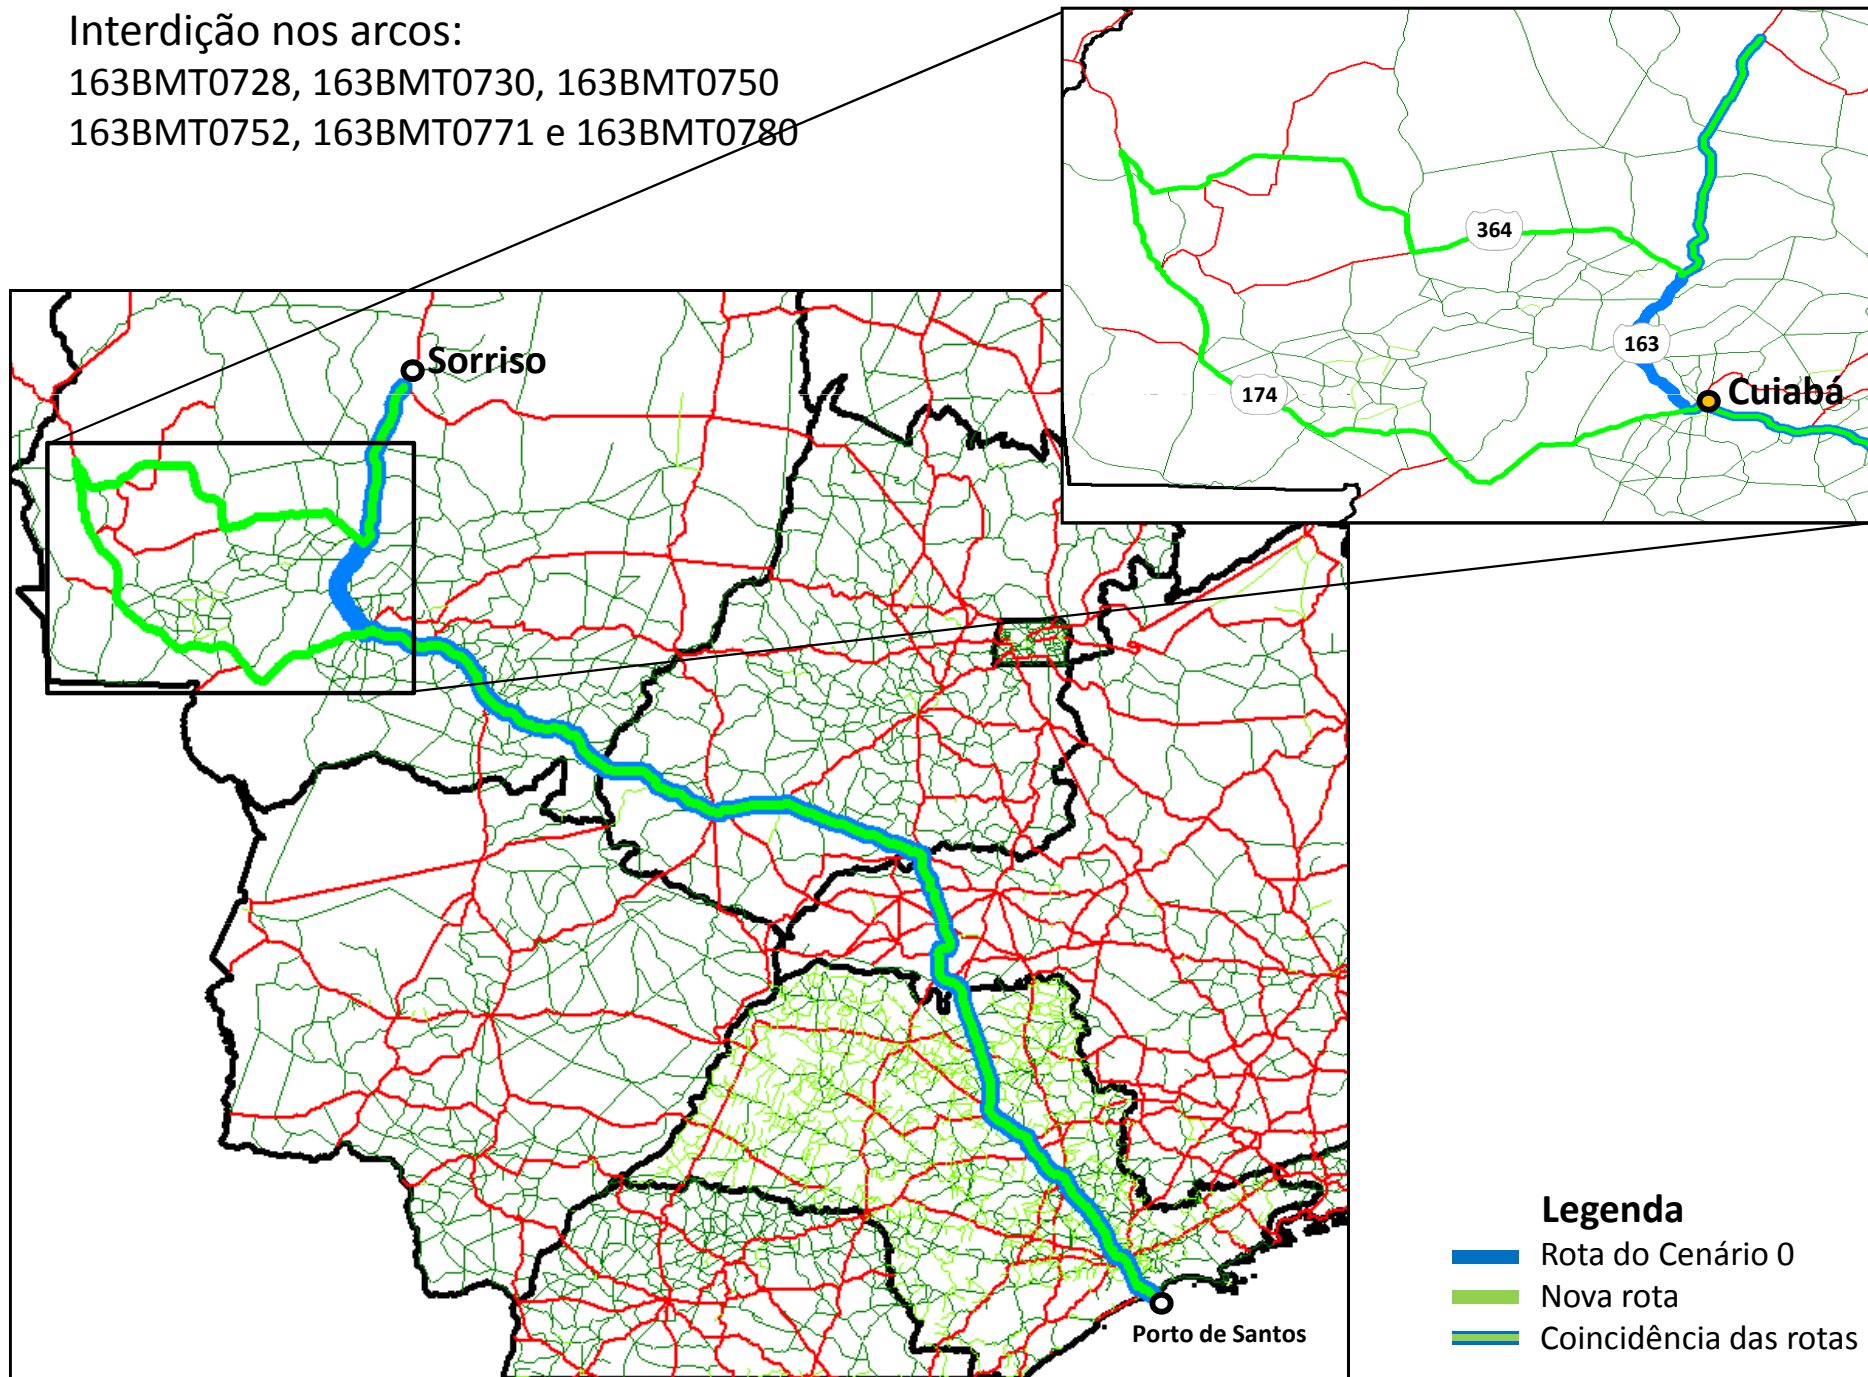 Interdição nos arcos:
163BMT0728, 163BMT0730, 163BMT0750
163BMT0752, 163BMT0771 e 163BMT0780
364
163
174
Cuiabá
Sorriso
Porto de Santos
Legenda
Rota do Cenário 0
Nova rota
Coincidência das rotas